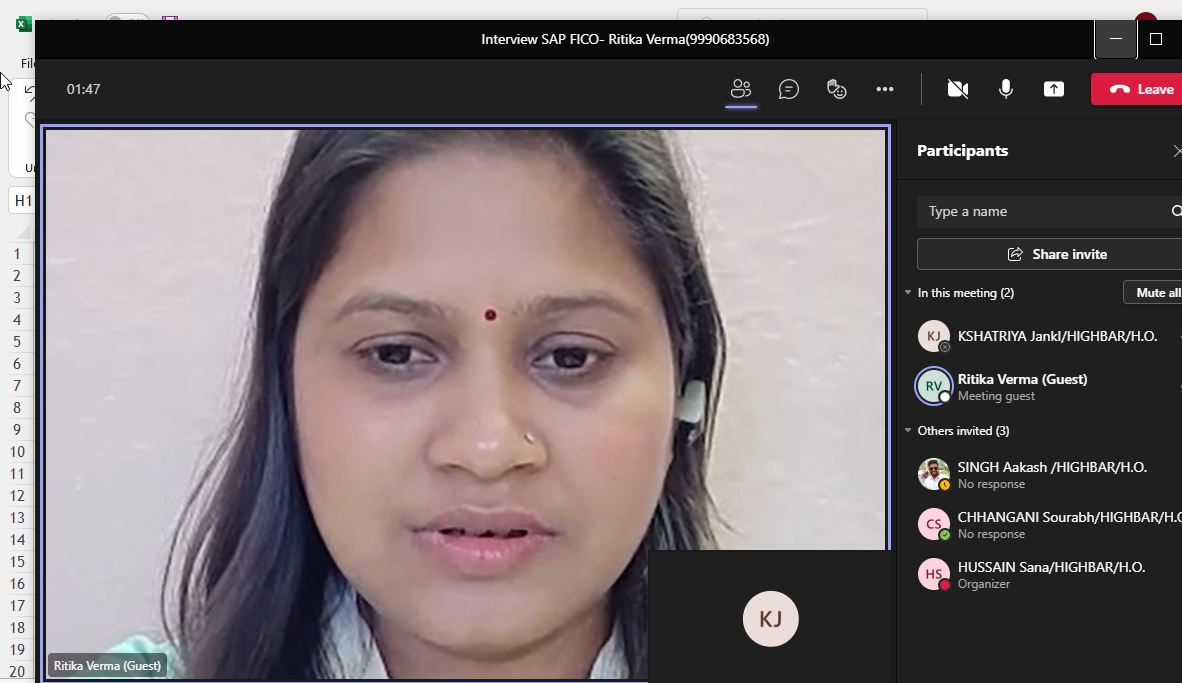 Interview SAP FICO- Ritika Verma(9990683568)
File
01:47
Leave
Participants
Type a name
Share invite
In this meeting (2)
Mute all
KJ
KSHATRIYA Jankl/HIGHBAR/H.O.
RV
Ritika Verma (Guest)
Meeting guest
Others invited (3)
SINGH Aakash /HIGHBAR/H.O.
No response
CS
CHHANGANI Sourabh/HIGHBAR/H.O
No response
HS
HUSSAIN Sana/HIGHBAR/H.O.
Organizer
KJ
Ritika Verma (Guest)
Un
H1
1
2
3
4
5
6
7
8
9
10
11
12
13
14
15
16
17
18
19
20